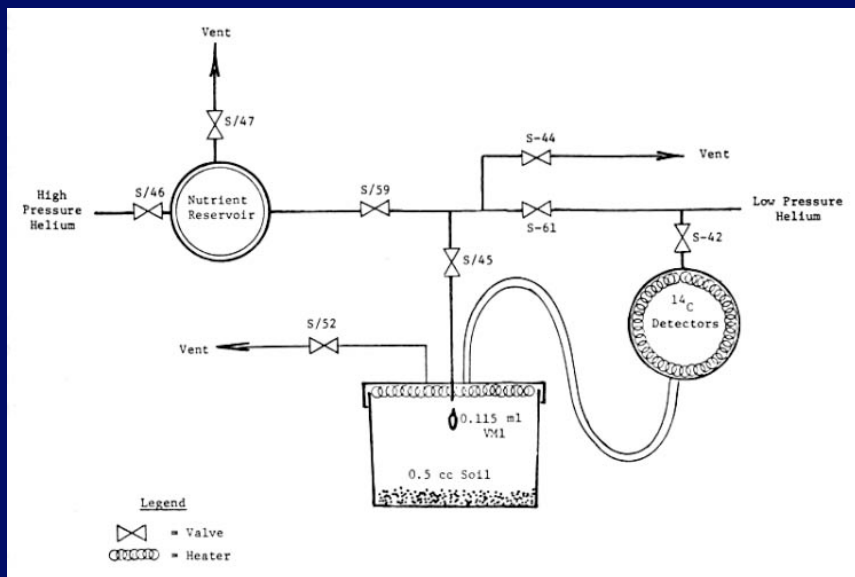 Vent
S/47
S-44
Vent
High
Pressure
Helium
S/46
Nutrient
Reservoir
S/59
S-61
Low Pressure
Helium
S-42
S/45
14C
Detectors
S/52
Vent
0.115 ml
VM1
0.5 cc Soil
Legend
= Valve
= Heater